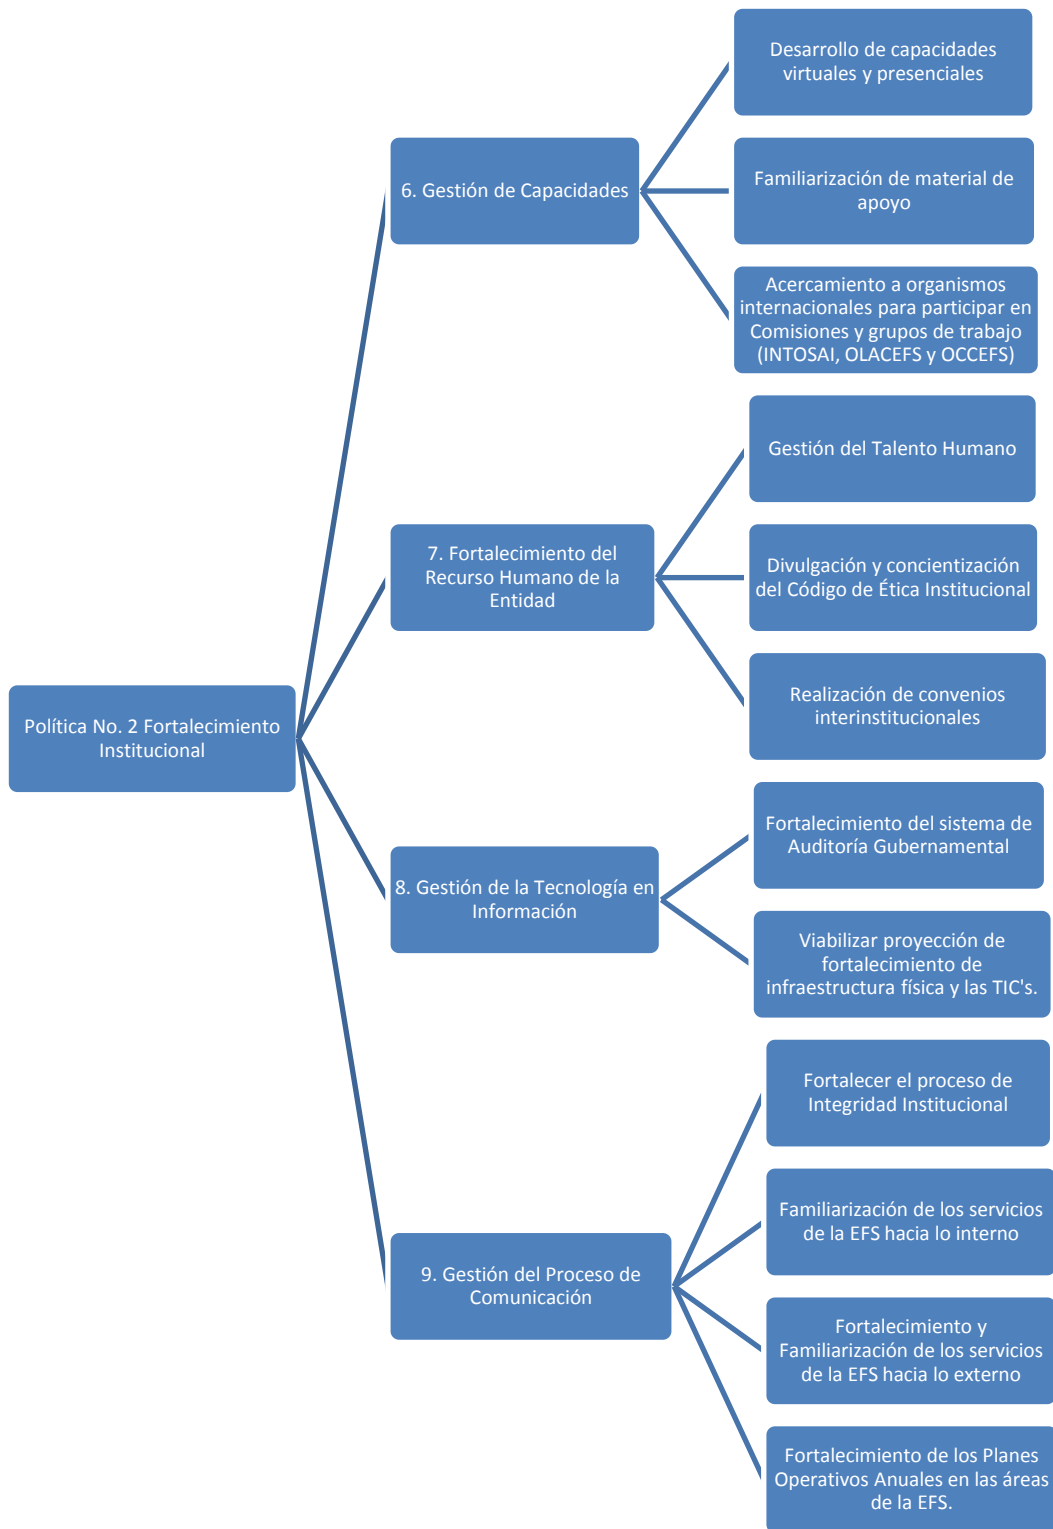 Política No. 2 Fortalecimiento
Institucional
6. Gestión de Capacidades
Desarrollo de capacidades
virtuales y presenciales
Familiarización de material de
apoyo
Acercamiento a organismos
internacionales para participar en
Comisiones y grupos de trabajo
(INTOSAI, OLACEFS y OCCEFS)
7. Fortalecimiento del
Recurso Humano de la
Entidad
Gestión del Talento Humano
Divulgación y concientización
del Código de Ética Institucional
Realización de convenios
interinstitucionales
8. Gestión de la Tecnología en
Información
Fortalecimiento del sistema de
Auditoría Gubernamental
Viabilizar proyección de
fortalecimiento de
infraestructura física y las TIC's.
9. Gestión del Proceso de
Comunicación
Fortalecer el proceso de
Integridad Institucional
Familiarización de los servicios
de la EFS hacia lo interno
Fortalecimiento y
Familiarización de los servicios
de la EFS hacia lo externo
Fortalecimiento de los Planes
Operativos Anuales en las áreas
de la EFS.